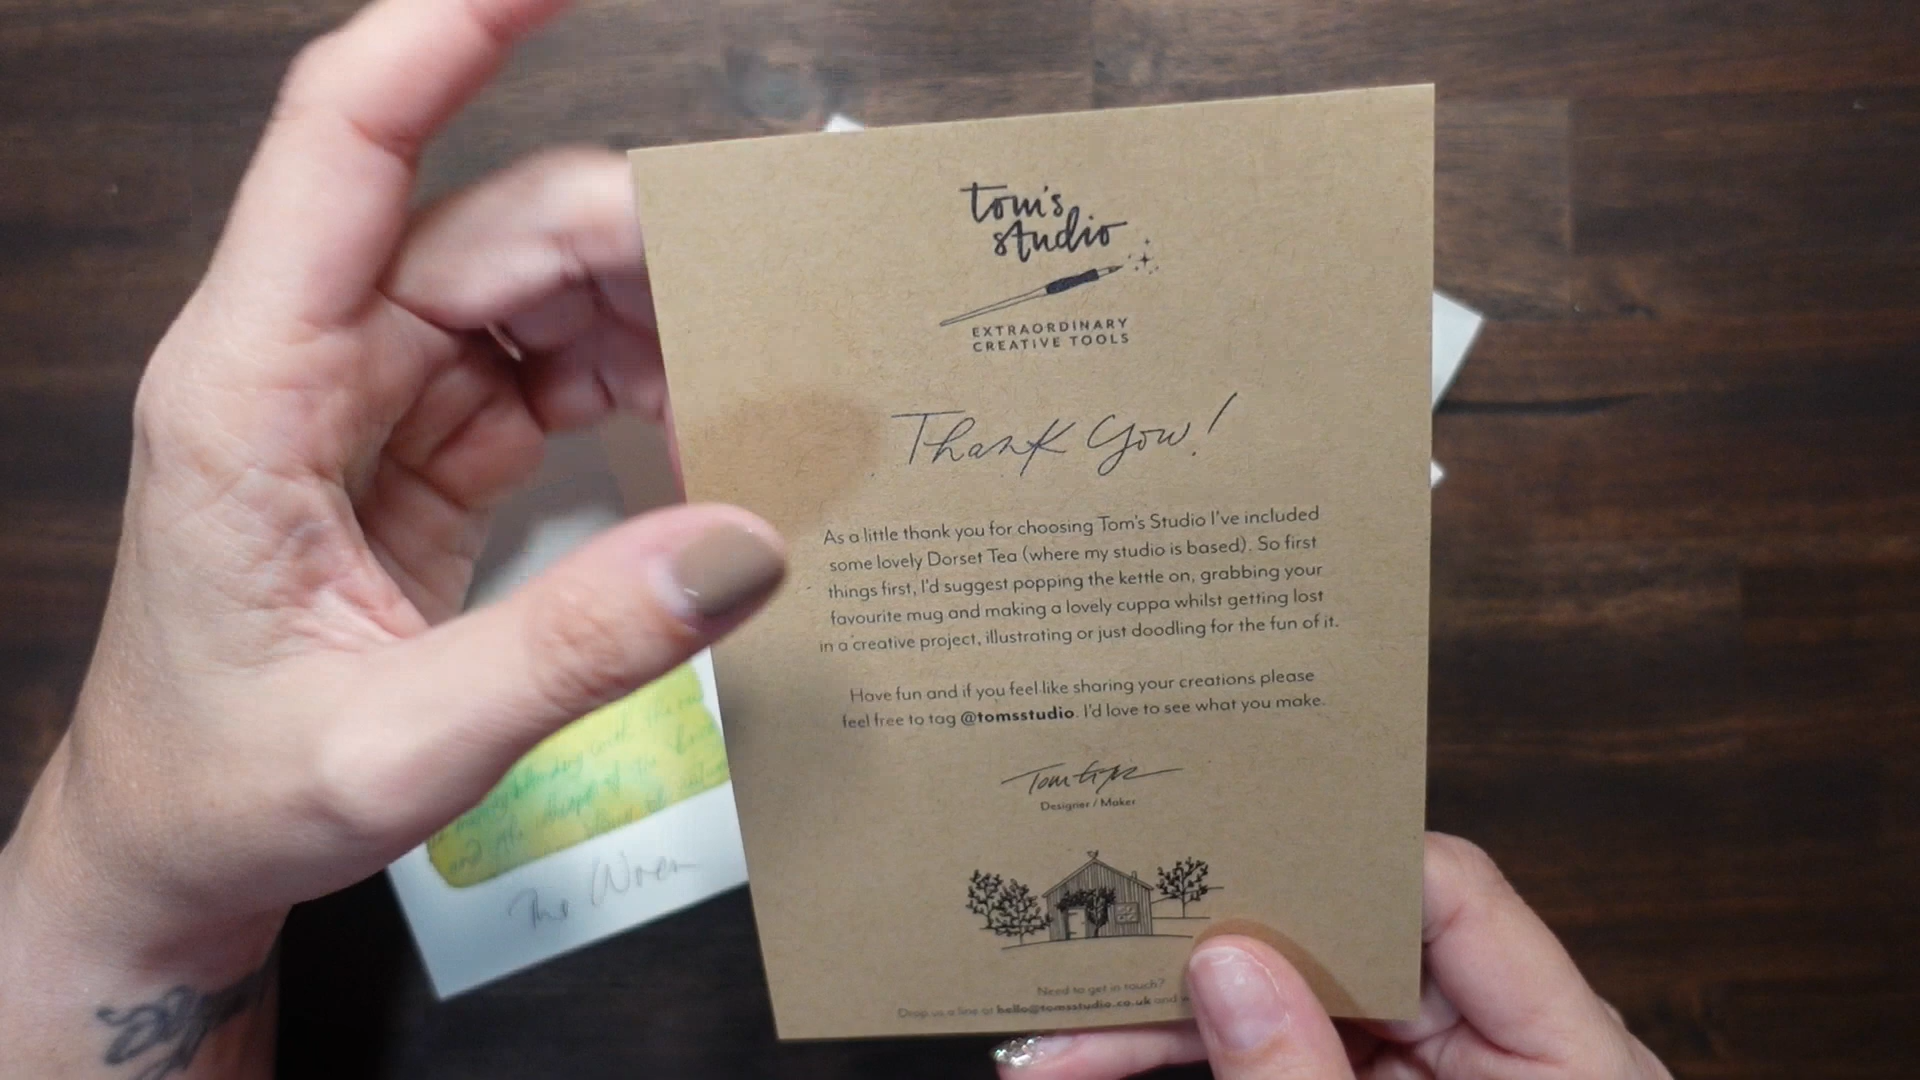 tom's
studio
EXTRAORDINARY
CREATIVE TOOLS
Thank You!
As a little thank you for choosing Tom's Studio I've included
some lovely Dorset Tea (where my studio is based). So first
things first, I'd suggest popping the kettle on, grabbing your
favourite mug and making a lovely cuppa whilst getting lost
in a creative project, illustrating or just doodling for the fun of it.
Have fun and if you feel like sharing your creations please
feel free to tag @tomsstudio. I'd love to see what you make.
Tom
Designer / Maker
Need to get in touch?
Drop us a line at hello@tomsstudio.co.uk and
The Wren